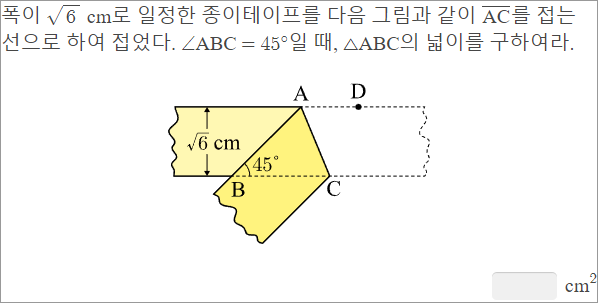 폭이 √6 cm로 일정한 종이테이프를 다음 그림과 같이 A̅C̅를 접는
선으로 하여 접었다. ∠ABC = 45°일 때, △ABC의 넓이를 구하여라.
A D
√6 cm
45°
B C
cm²